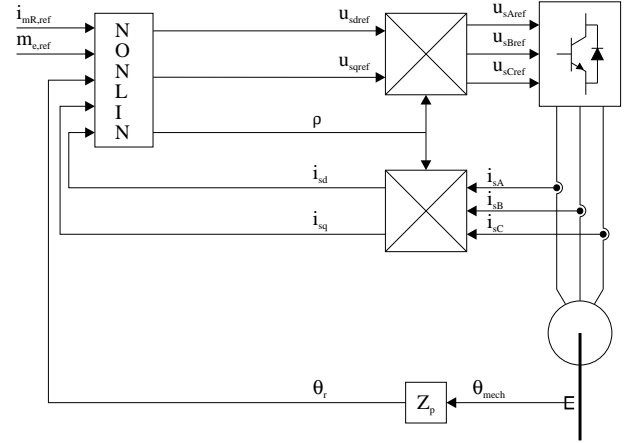 i_mR,ref
m_e,ref
NONLIN
u_sdref
u_sqref
ρ
u_sAref
u_sBref
u_sCref
i_sd
i_sq
i_sA
i_sB
i_sC
θ_r
Z_p
θ_mech